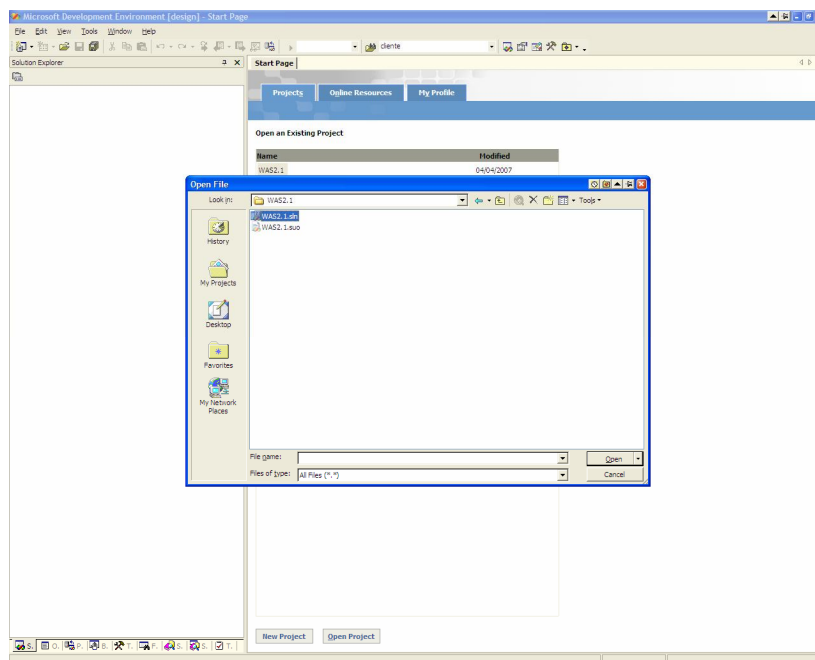 Microsoft Development Environment [design] - Start Page
File Edit View Tools Window Help
cliente
Solution Explorer
Start Page
Projects Online Resources My Profile
Open an Existing Project
Name Modified
WAS2.1 04/04/2007
Open File
Look in: WAS2.1 Tools
WAS2.1.sln
WAS2.1.suo
History
My Projects
Desktop
Favorites
My Network
Places
File name: Open
Files of type: All Files (*.*) Cancel
New Project Open Project
S. O. P. B. T. F. S. S. T.